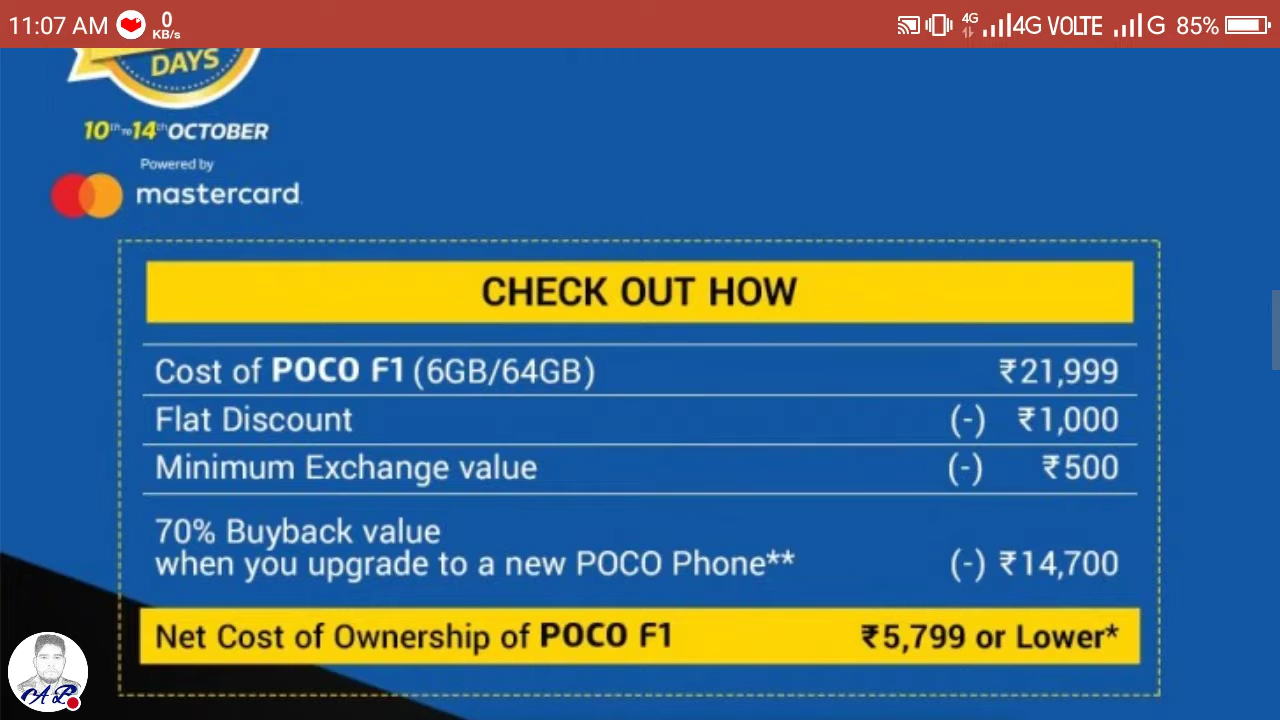 11:07 AM 0 KB/s 4G 4G VOLTE G 85%
DAYS
10th TO 14th OCTOBER
Powered by
mastercard
CHECK OUT HOW
Cost of POCO F1 (6GB/64GB) ₹21,999
Flat Discount (-) ₹1,000
Minimum Exchange value (-) ₹500
70% Buyback value
when you upgrade to a new POCO Phone** (-) ₹14,700
Net Cost of Ownership of POCO F1 ₹5,799 or Lower*